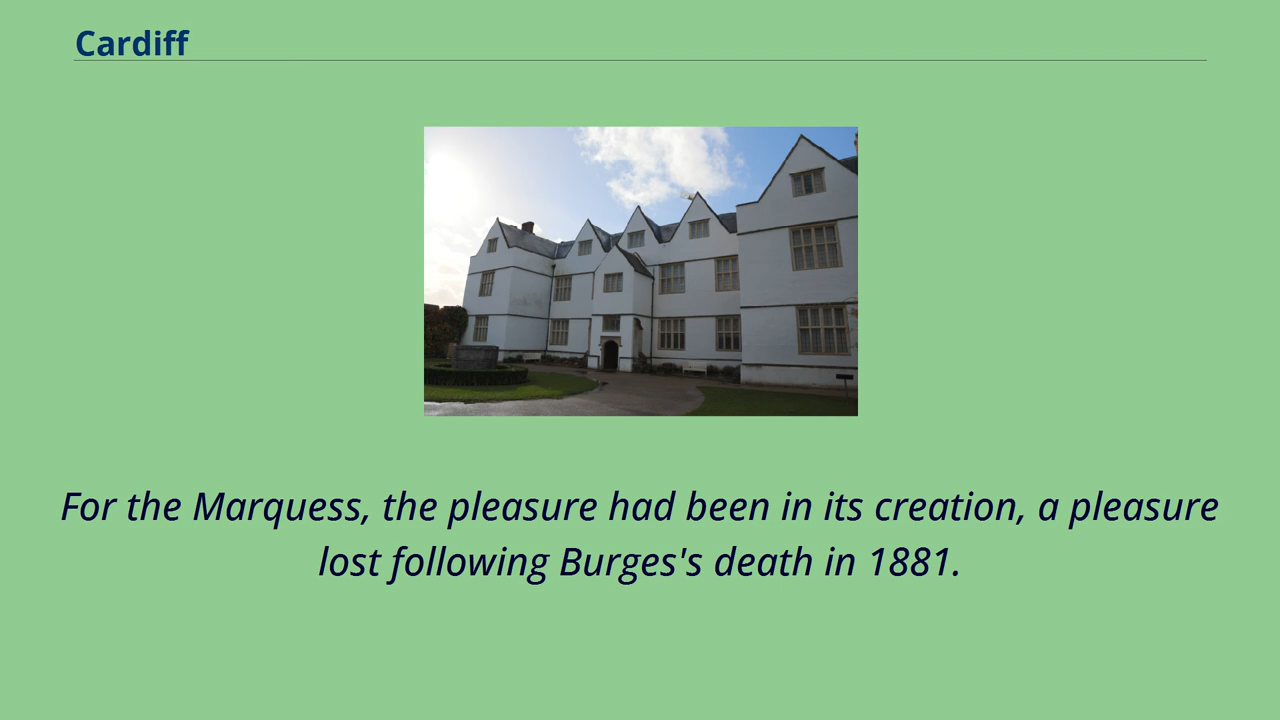 Cardiff
For the Marquess, the pleasure had been in its creation, a pleasure
lost following Burges's death in 1881.